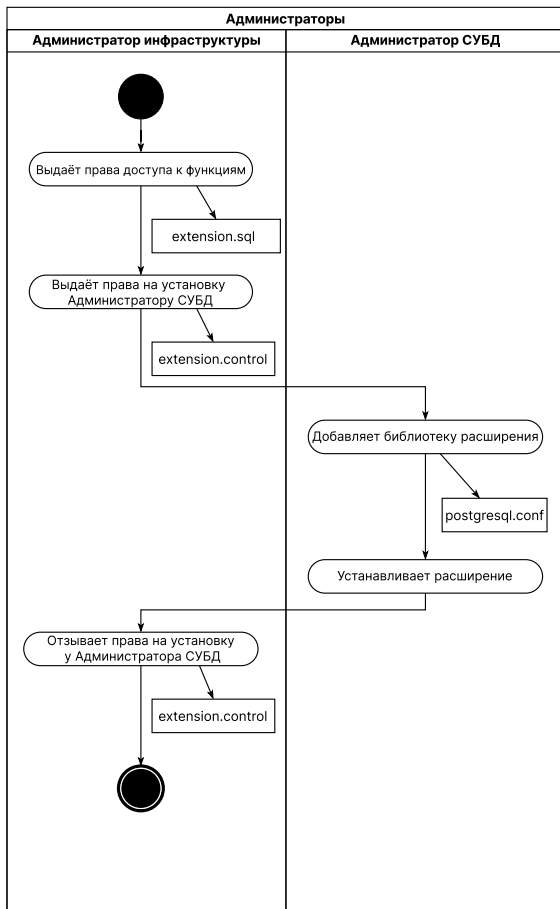 Администраторы
Администратор инфраструктуры
Администратор СУБД
Выдаёт права доступа к функциям
extension.sql
Выдаёт права на установку
Администратору СУБД
extension.control
Добавляет библиотеку расширения
postgresql.conf
Устанавливает расширение
Отзывает права на установку
у Администратора СУБД
extension.control